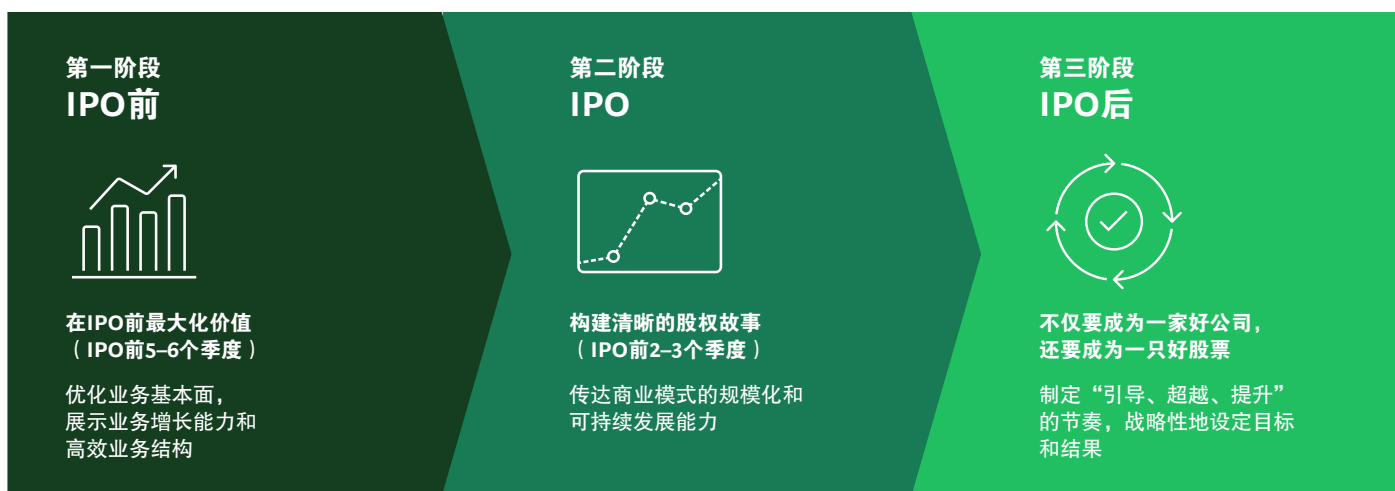 第一阶段
IPO前
在IPO前最大化价值
（IPO前5–6个季度）
优化业务基本面，
展示业务增长能力和
高效业务结构
第二阶段
IPO
构建清晰的股权故事
（IPO前2–3个季度）
传达商业模式的规模化和
可持续发展能力
第三阶段
IPO后
不仅要成为一家好公司，
还要成为一只好股票
制定“引导、超越、提升”
的节奏，战略性地设定目标
和结果